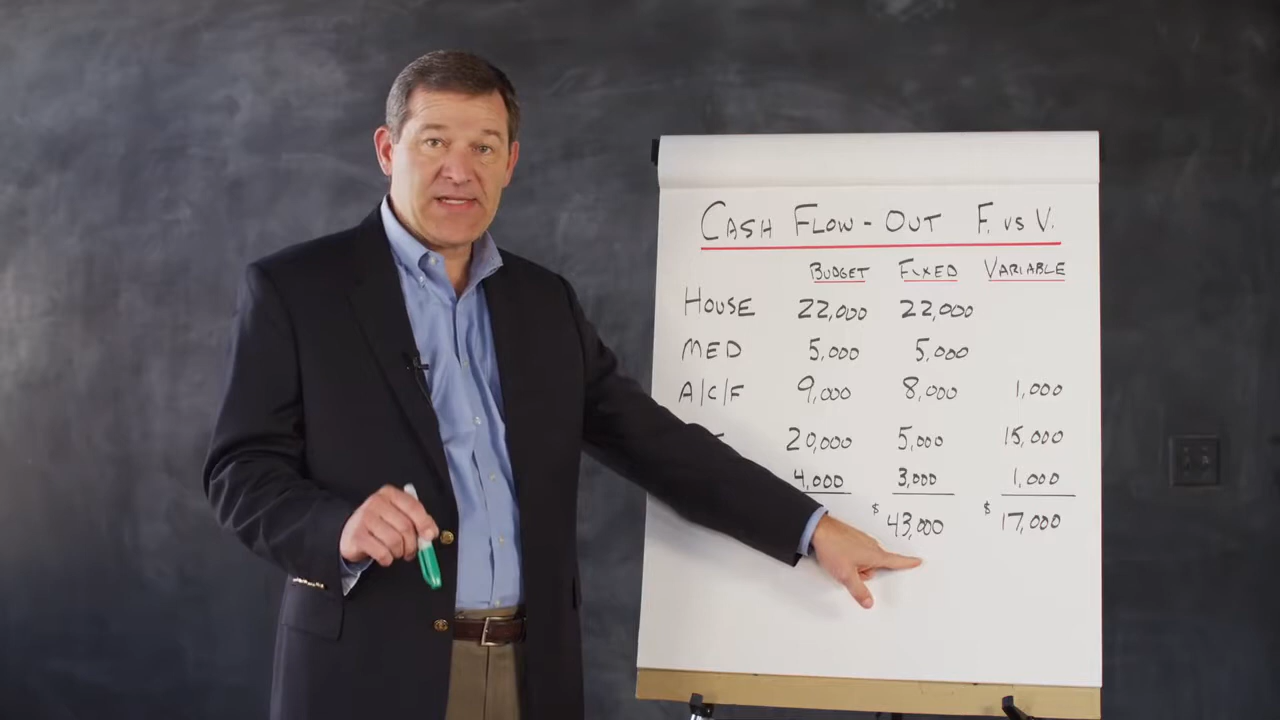 CASH FLOW - OUT F. VS V.
BUDGET FIXED VARIABLE
HOUSE 22,000 22,000
MED 5,000 5,000
A/C/F 9,000 8,000 1,000
20,000 5,000 15,000
4,000 3,000 1,000
$ 43,000 $ 17,000